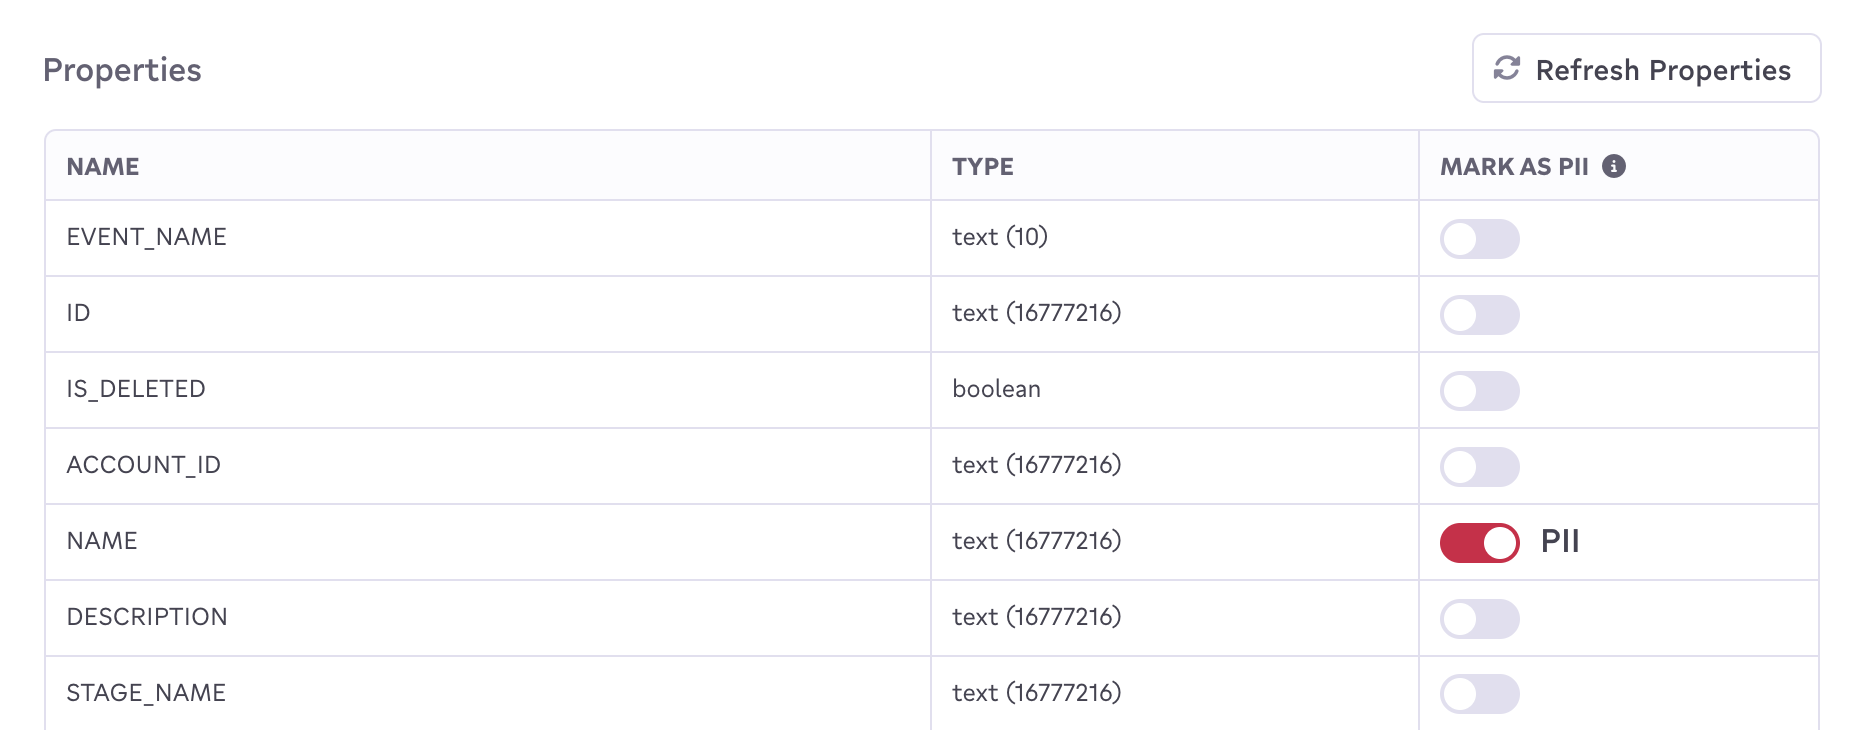 Properties
Refresh Properties
NAME TYPE MARK AS PII
EVENT_NAME text (10)
ID text (16777216)
IS_DELETED boolean
ACCOUNT_ID text (16777216)
NAME text (16777216) PII
DESCRIPTION text (16777216)
STAGE_NAME text (16777216)